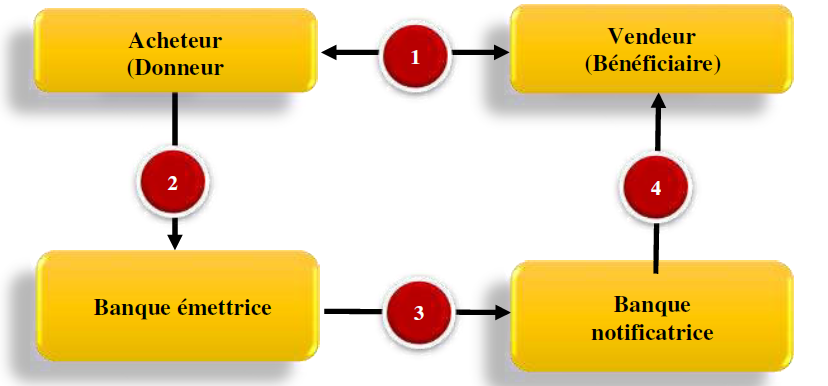 Acheteur
(Donneur
1
Vendeur
(Bénéficiaire)
2
4
Banque émettrice
3
Banque
notificatrice